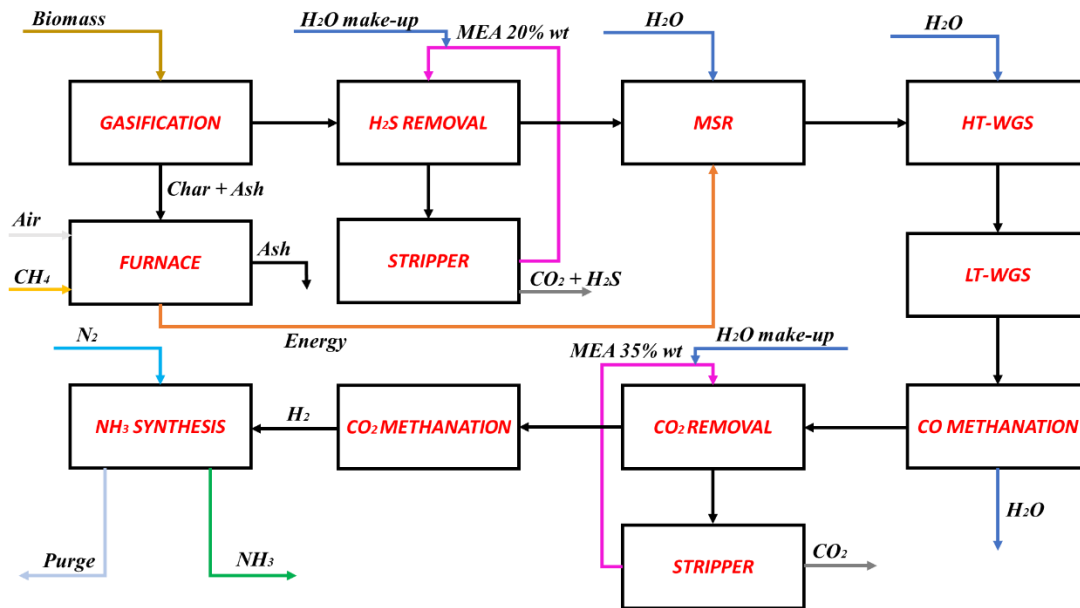 Biomass
H₂O make-up
MEA 20% wt
H₂O
H₂O
GASIFICATION
H₂S REMOVAL
MSR
HT-WGS
Char + Ash
Air
FURNACE
Ash
STRIPPER
LT-WGS
CH₄
CO₂ + H₂S
N₂
Energy
MEA 35% wt
H₂O make-up
NH₃ SYNTHESIS
H₂
CO₂ METHANATION
CO₂ REMOVAL
CO METHANATION
H₂O
Purge
NH₃
STRIPPER
CO₂